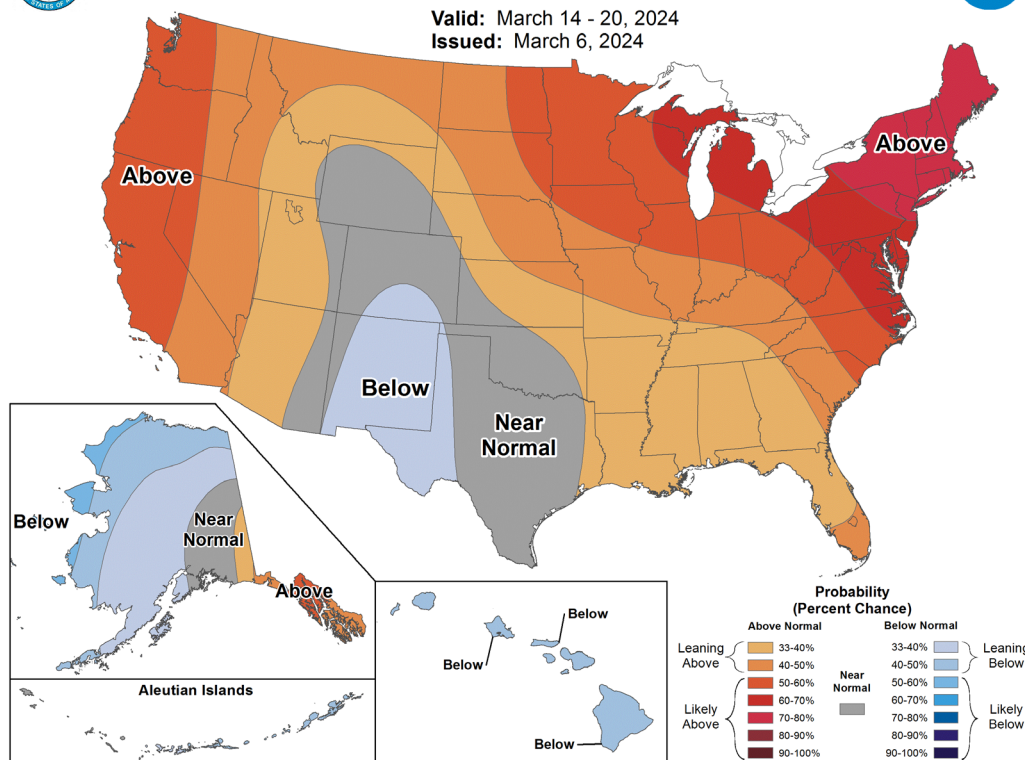 STATES OF A
Valid: March 14 - 20, 2024
Issued: March 6, 2024
Above
Above
Below
Near
Normal
Below
Near
Normal
Above
Aleutian Islands
Below
Below
Below
Probability
(Percent Chance)
Above Normal
Below Normal
Leaning
Above
33-40%
40-50%
Likely
Above
50-60%
60-70%
70-80%
80-90%
90-100%
Near
Normal
33-40%
40-50%
Leaning
Below
50-60%
60-70%
70-80%
80-90%
90-100%
Likely
Below